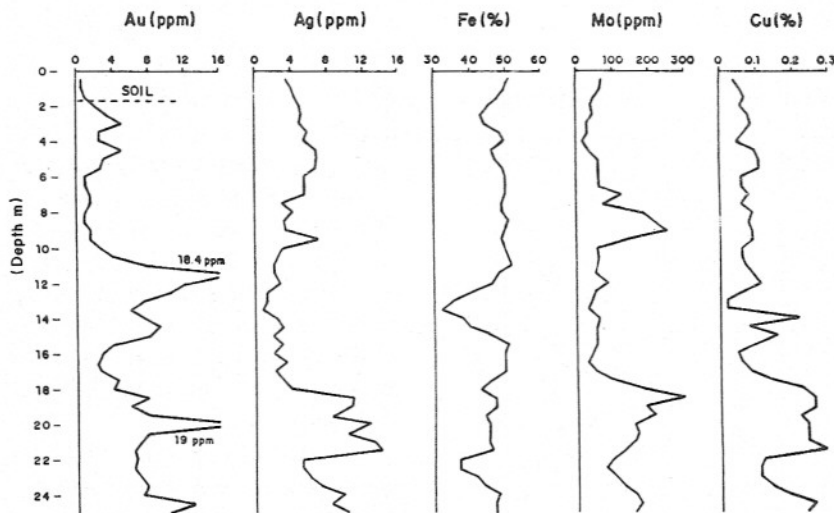 Au (ppm) Ag (ppm) Fe (%) Mo (ppm) Cu (%)
0 4 8 12 16 4 8 12 16 30 40 50 60 0 100 200 300 0 0.1 0.2 0.3
0
SOIL
2
4
6
8
10
18.4 ppm
12
14
16
18
20
19 ppm
22
24
(Depth m)